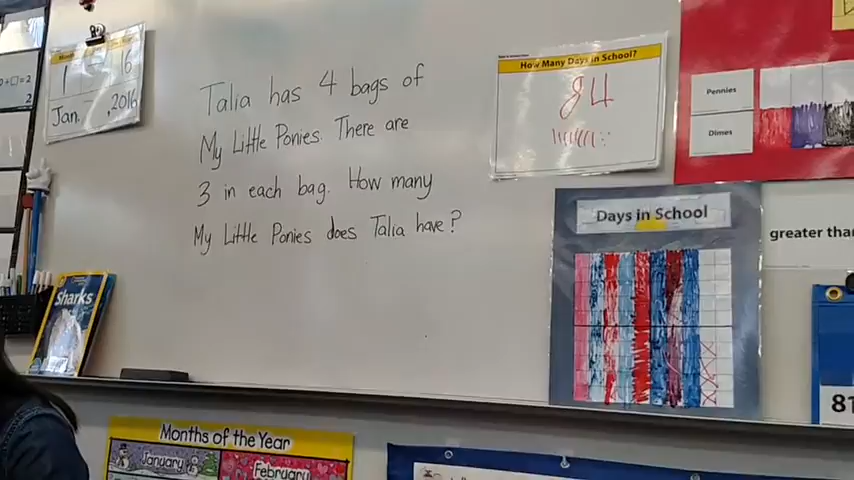 Talia has 4 bags of
My Little Ponies. There are
3 in each bag. How many
My Little Ponies does Talia have?
How Many Days in School?
84
Jan. , 2016
Pennies
Dimes
Days in School
greater than
Sharks
81
Months of the Year
January
February